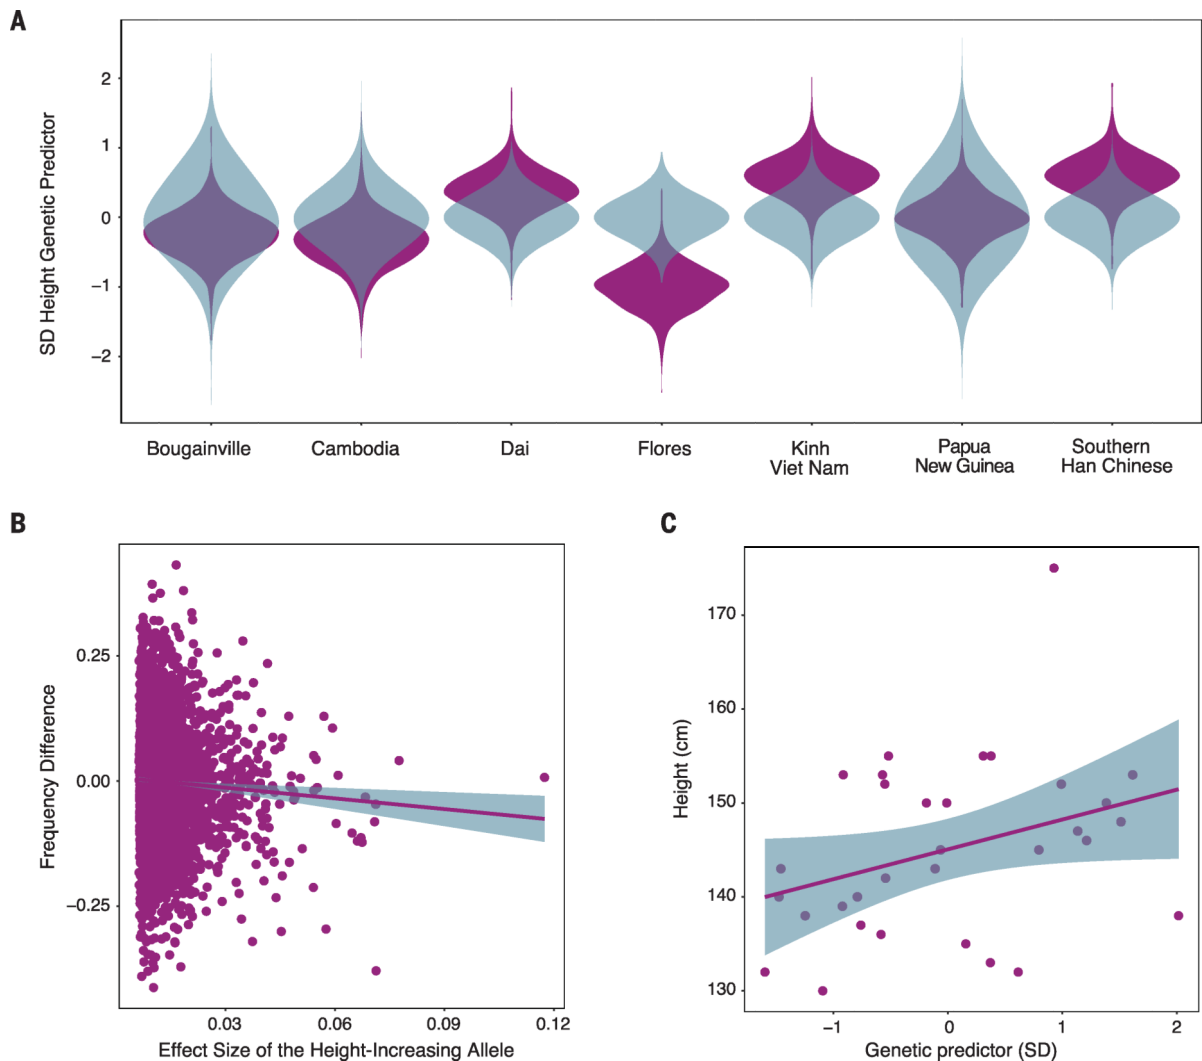 A
SD Height Genetic Predictor
2
1
0
−1
−2
Bougainville
Cambodia
Dai
Flores
Kinh
Viet Nam
Papua
New Guinea
Southern
Han Chinese
B
Frequency Difference
0.25
0.00
−0.25
0.03
0.06
0.09
0.12
Effect Size of the Height-Increasing Allele
C
Height (cm)
170
160
150
140
130
−1
0
1
2
Genetic predictor (SD)